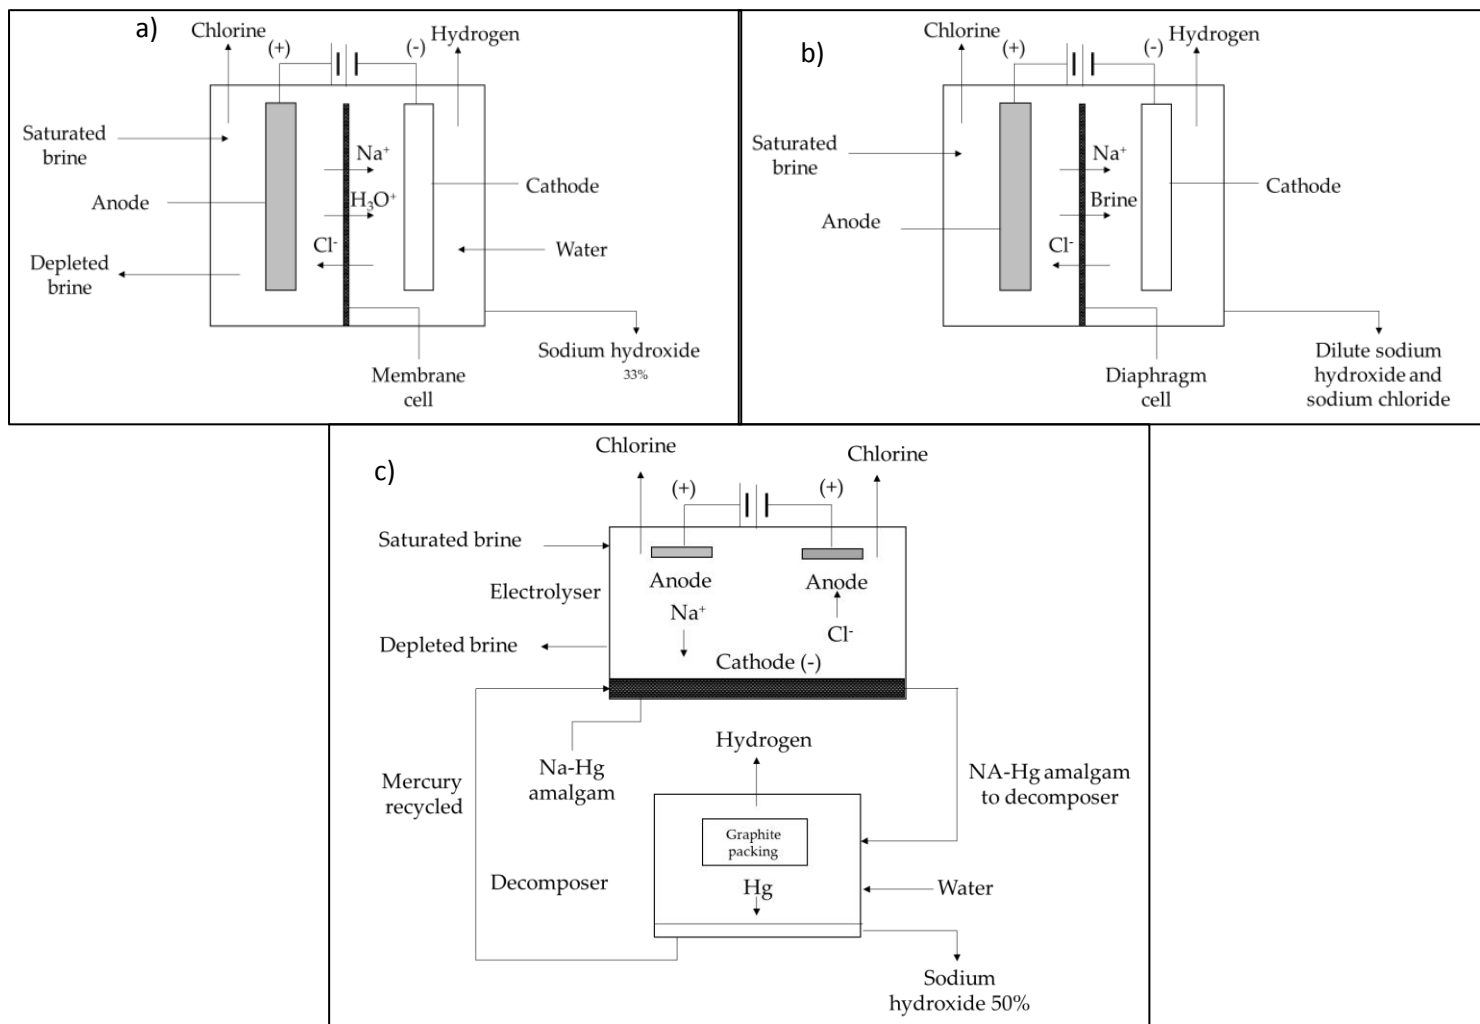 a)
Chlorine
(+)
(-)
Hydrogen
Saturated
brine
Na⁺
Cathode
Anode
H₃O⁺
Cl⁻
Water
Depleted
brine
Sodium hydroxide
33%
Membrane
cell
b)
Chlorine
(+)
(-)
Hydrogen
Saturated
brine
Na⁺
Brine
Cathode
Anode
Cl⁻
Diaphragm
cell
Dilute sodium
hydroxide and
sodium chloride
c)
Chlorine
Chlorine
(+)
(+)
Saturated brine
Electrolyser
Anode
Anode
Na⁺
Cl⁻
Depleted brine
Cathode (-)
Hydrogen
Mercury
recycled
Na-Hg
amalgam
NA-Hg amalgam
to decomposer
Graphite
packing
Decomposer
Hg
Water
Sodium
hydroxide 50%